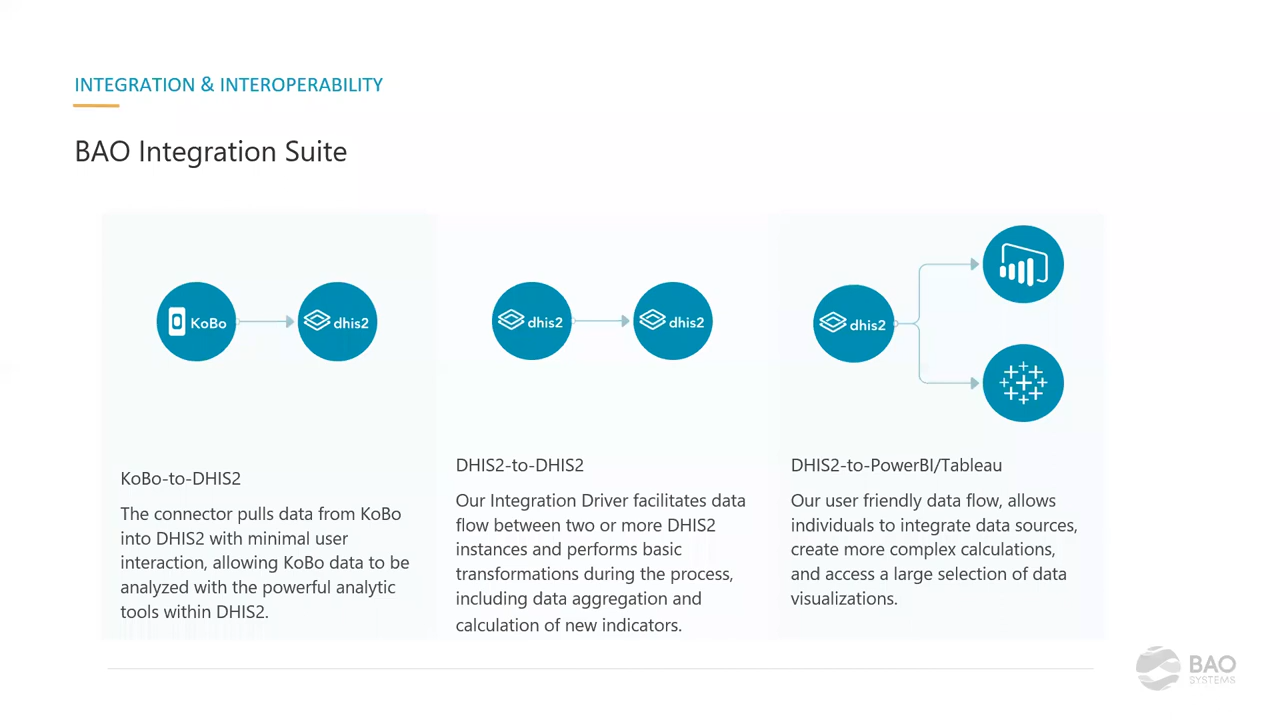 INTEGRATION & INTEROPERABILITY
BAO Integration Suite
KoBo
dhis2
dhis2
dhis2
dhis2
KoBo-to-DHIS2
The connector pulls data from KoBo
into DHIS2 with minimal user
interaction, allowing KoBo data to be
analyzed with the powerful analytic
tools within DHIS2.
DHIS2-to-DHIS2
Our Integration Driver facilitates data
flow between two or more DHIS2
instances and performs basic
transformations during the process,
including data aggregation and
calculation of new indicators.
DHIS2-to-PowerBI/Tableau
Our user friendly data flow, allows
individuals to integrate data sources,
create more complex calculations,
and access a large selection of data
visualizations.
BAO
SYSTEMS